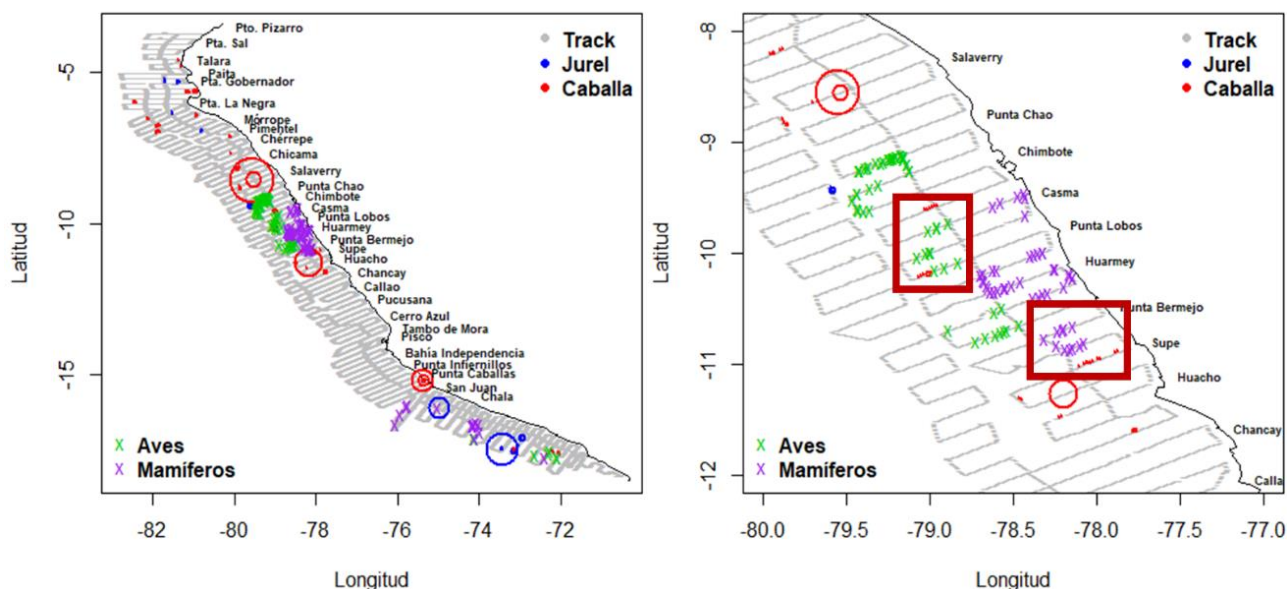 Pto. Pizarro
Pta. Sal
Talara
Paita
Pta. Gobernador
Pta. La Negra
Mórrope
Pimentel
Chérrepe
Chicama
Salaverry
Punta Chao
Chimbote
Casma
Punta Lobos
Huarmey
Punta Bermejo
Supe
Huacho
Chancay
Callao
Pucusana
Cerro Azul
Tambo de Mora
Pisco
Bahía Independencia
Punta Infiernillos
Punta Caballas
San Juan
Chala
Track
Jurel
Caballa
X Aves
X Mamíferos
Latitud
-5
-10
-15
-82 -80 -78 -76 -74 -72
Longitud
Salaverry
Punta Chao
Chimbote
Casma
Punta Lobos
Huarmey
Punta Bermejo
Supe
Huacho
Chancay
Calla
Track
Jurel
Caballa
X Aves
X Mamíferos
Latitud
-8
-9
-10
-11
-12
-80.0 -79.5 -79.0 -78.5 -78.0 -77.5 -77.0
Longitud